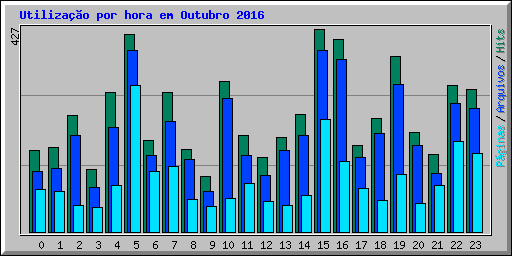 Utilização por hora em Outubro 2016
427
Páginas / Arquivos / Hits
0 1 2 3 4 5 6 7 8 9 10 11 12 13 14 15 16 17 18 19 20 21 22 23